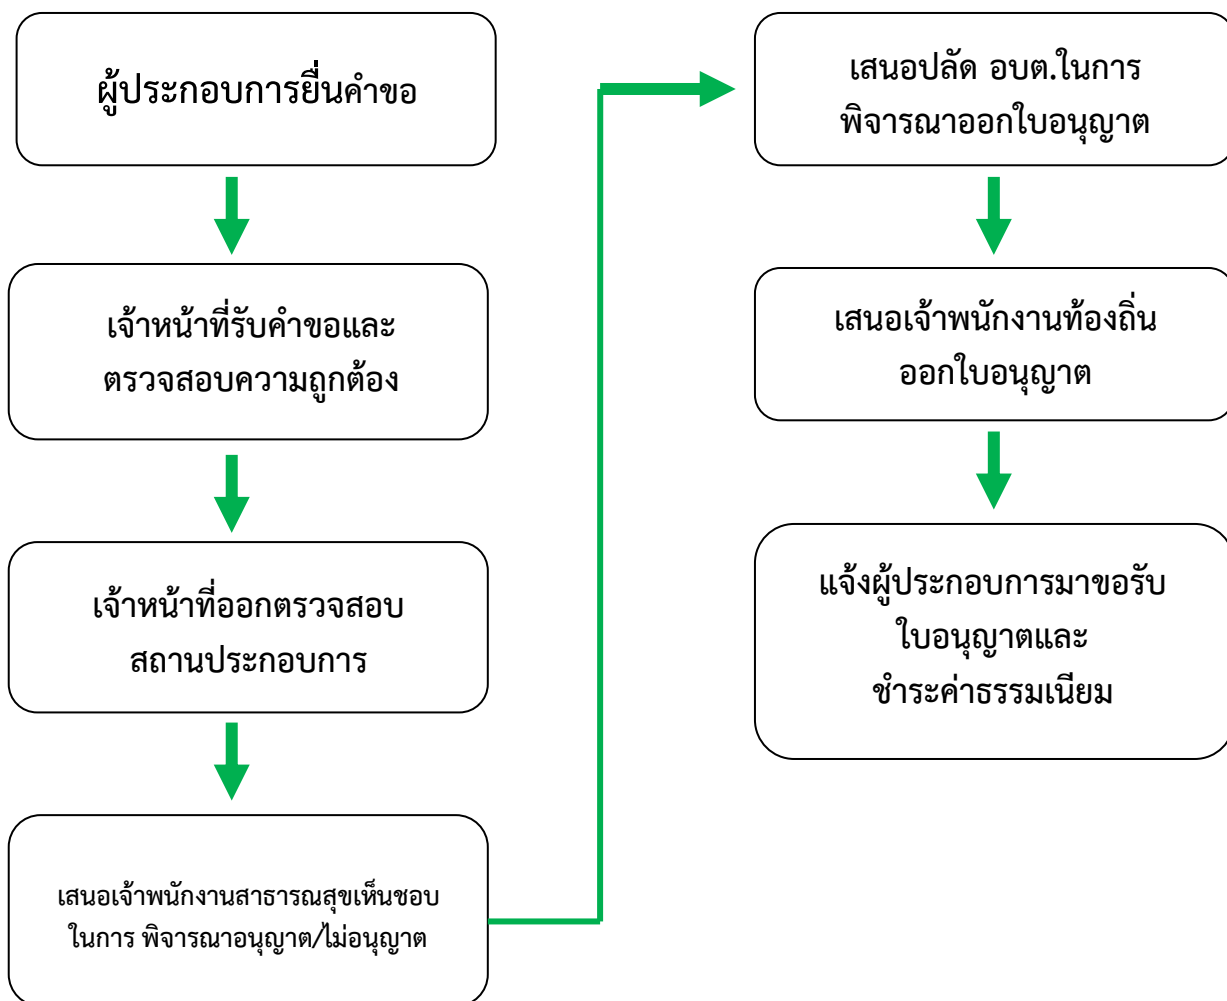 ผู้ประกอบการยื่นคำขอ
เจ้าหน้าที่รับคำขอและ
ตรวจสอบความถูกต้อง
เจ้าหน้าที่ออกตรวจสอบ
สถานประกอบการ
เสนอเจ้าพนักงานสาธารณสุขเห็นชอบ
ในการ พิจารณาอนุญาต/ไม่อนุญาต
เสนอปลัด อบต.ในการ
พิจารณาออกใบอนุญาต
เสนอเจ้าพนักงานท้องถิ่น
ออกใบอนุญาต
แจ้งผู้ประกอบการมาขอรับ
ใบอนุญาตและ
ชำระค่าธรรมเนียม